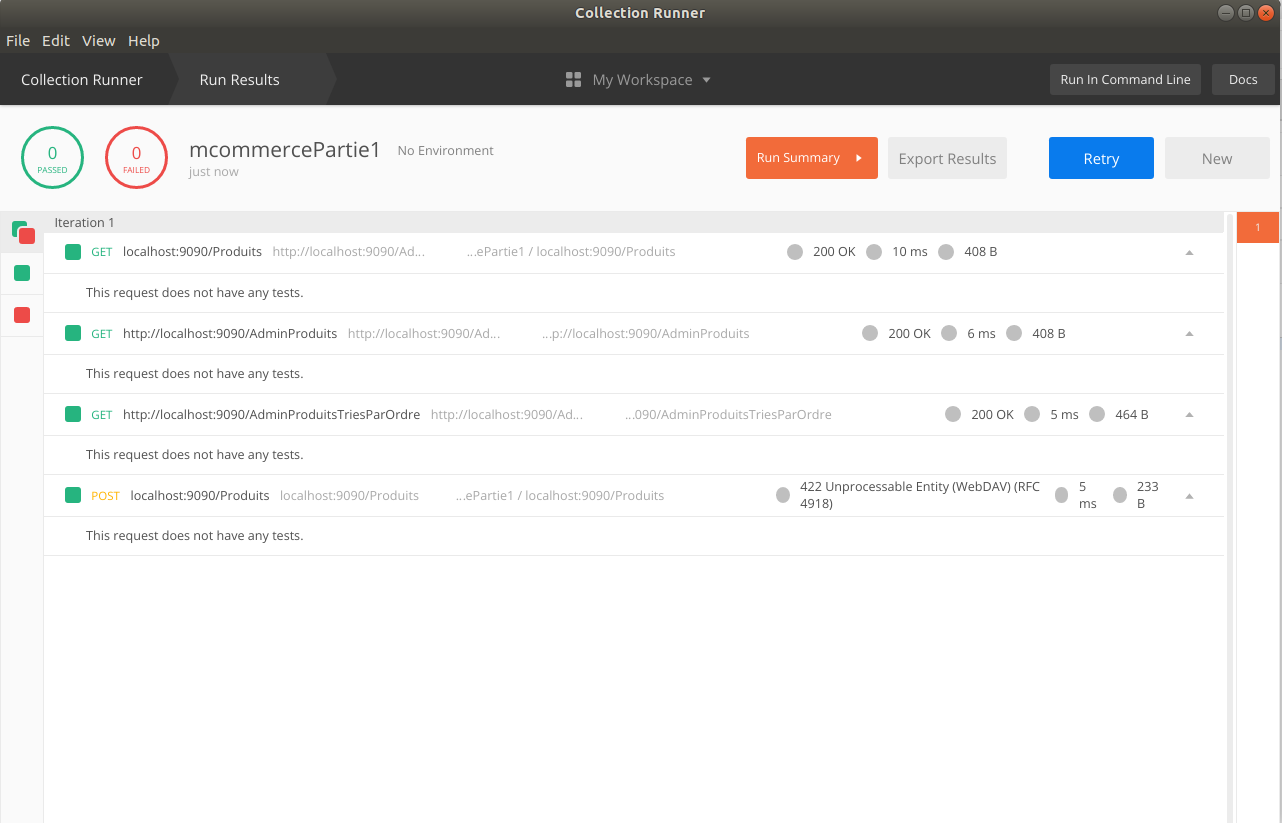 Collection Runner
File Edit View Help
Collection Runner Run Results My Workspace Run In Command Line Docs
0 PASSED
0 FAILED
mcommercePartie1 No Environment
just now
Run Summary Export Results Retry New
Iteration 1
1
GET localhost:9090/Produits http://localhost:9090/Ad... ...ePartie1 / localhost:9090/Produits 200 OK 10 ms 408 B
This request does not have any tests.
GET http://localhost:9090/AdminProduits http://localhost:9090/Ad... ...p://localhost:9090/AdminProduits 200 OK 6 ms 408 B
This request does not have any tests.
GET http://localhost:9090/AdminProduitsTriesParOrdre http://localhost:9090/Ad... ...090/AdminProduitsTriesParOrdre 200 OK 5 ms 464 B
This request does not have any tests.
POST localhost:9090/Produits localhost:9090/Produits ...ePartie1 / localhost:9090/Produits 422 Unprocessable Entity (WebDAV) (RFC 4918) 5 ms 233 B
This request does not have any tests.